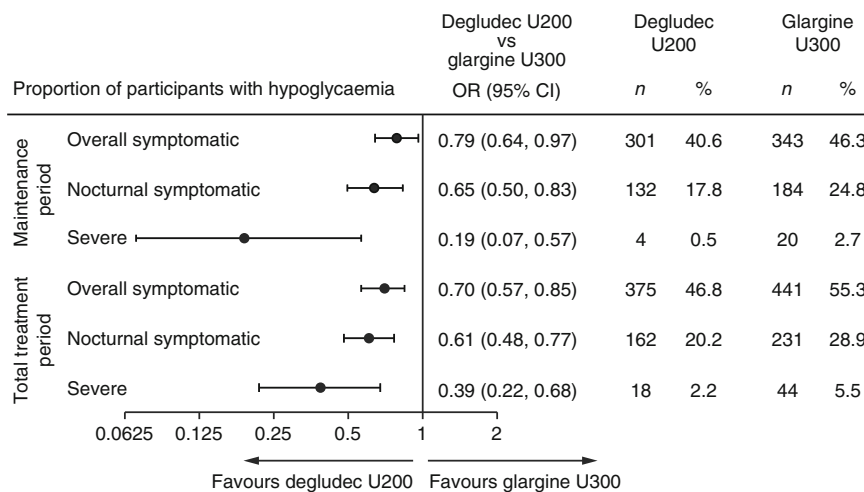 Degludec U200 Degludec Glargine
vs U200 U300
glargine U300
Proportion of participants with hypoglycaemia OR (95% CI) n % n %
Maintenance period
Overall symptomatic 0.79 (0.64, 0.97) 301 40.6 343 46.3
Nocturnal symptomatic 0.65 (0.50, 0.83) 132 17.8 184 24.8
Severe 0.19 (0.07, 0.57) 4 0.5 20 2.7
Total treatment period
Overall symptomatic 0.70 (0.57, 0.85) 375 46.8 441 55.3
Nocturnal symptomatic 0.61 (0.48, 0.77) 162 20.2 231 28.9
Severe 0.39 (0.22, 0.68) 18 2.2 44 5.5
0.0625 0.125 0.25 0.5 1 2
Favours degludec U200 Favours glargine U300